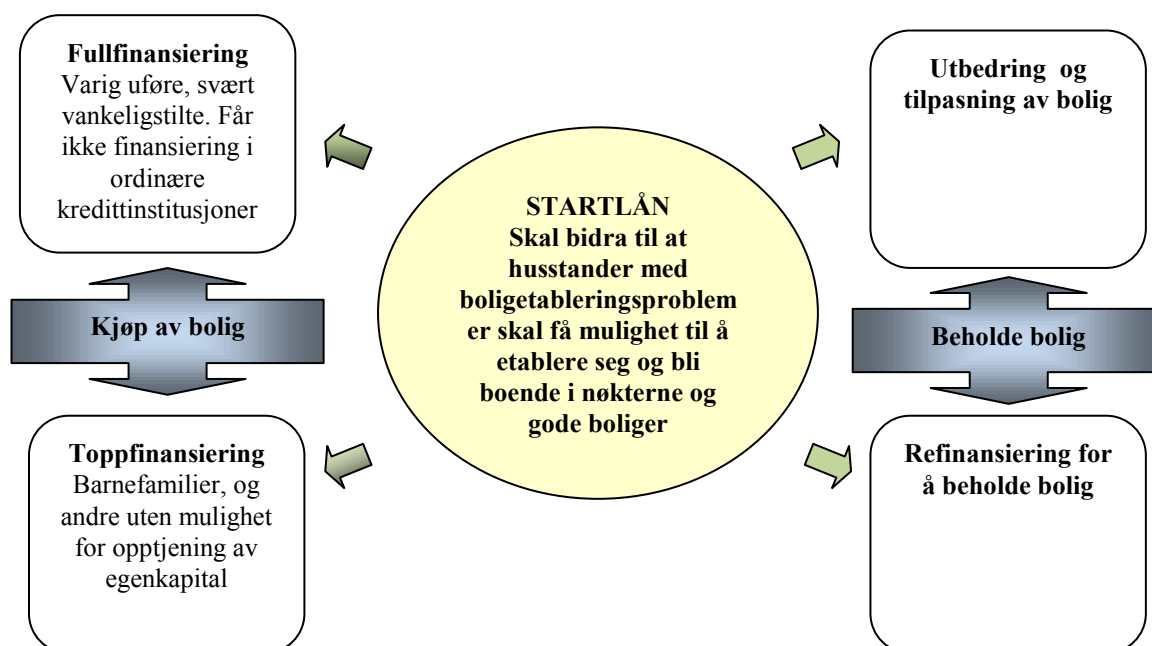 Fullfinansiering
Varig uføre, svært
vankeligstilte. Får
ikke finansiering i
ordinære
kredittinstitusjoner
Kjøp av bolig
Toppfinansiering
Barnefamilier, og
andre uten mulighet
for opptjening av
egenkapital
STARTLÅN
Skal bidra til at
husstander med
boligetableringsproblem
er skal få mulighet til å
etablere seg og bli
boende i nøkterne og
gode boliger
Utbedring og
tilpasning av bolig
Beholde bolig
Refinansiering for
å beholde bolig